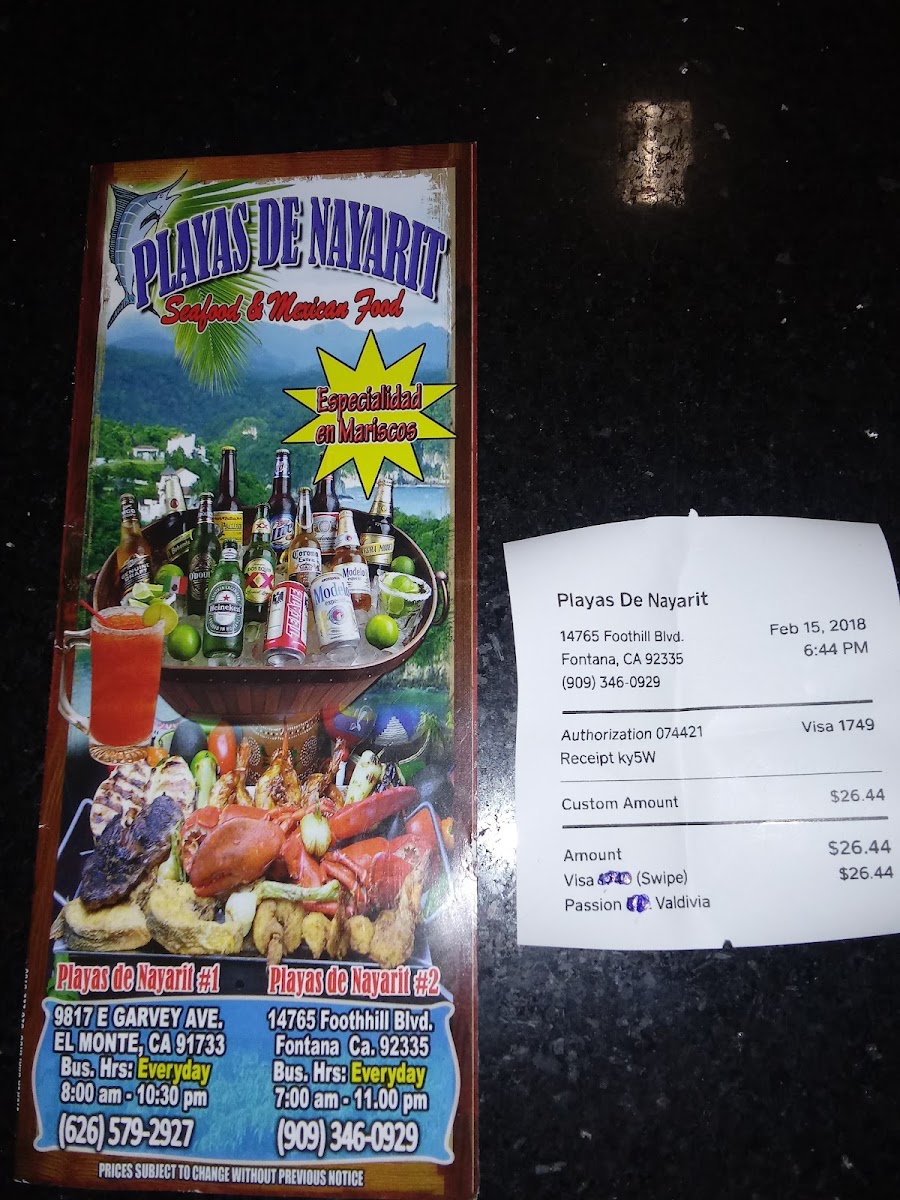 PLAYAS DE NAYARIT
Seafood & Mexican Food
Especialidad
en Mariscos
Heineken
XX
TECATE
Corona
Extra
Modelo
Modelo
Playas de Nayarit #1
9817 E GARVEY AVE.
EL MONTE, CA 91733
Bus. Hrs: Everyday
8:00 am - 10:30 pm
(626) 579-2927
Playas de Nayarit #2
14765 Foothhill Blvd.
Fontana Ca. 92335
Bus. Hrs: Everyday
7:00 am - 11.00 pm
(909) 346-0929
PRICES SUBJECT TO CHANGE WITHOUT PREVIOUS NOTICE
Playas De Nayarit
14765 Foothill Blvd.
Fontana, CA 92335
(909) 346-0929
Feb 15, 2018
6:44 PM
Authorization 074421
Visa 1749
Receipt ky5W
Custom Amount $26.44
Amount $26.44
Visa (Swipe) $26.44
Passion . Valdivia